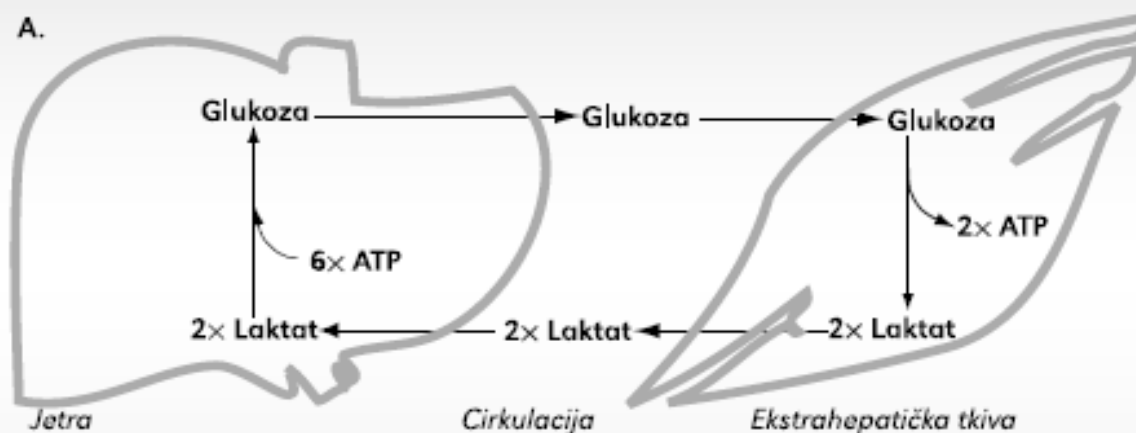 A.
Glukoza
Glukoza
Glukoza
6× ATP
2× ATP
2× Laktat
2× Laktat
2× Laktat
Jetra
Cirkulacija
Ekstrahepatička tkiva